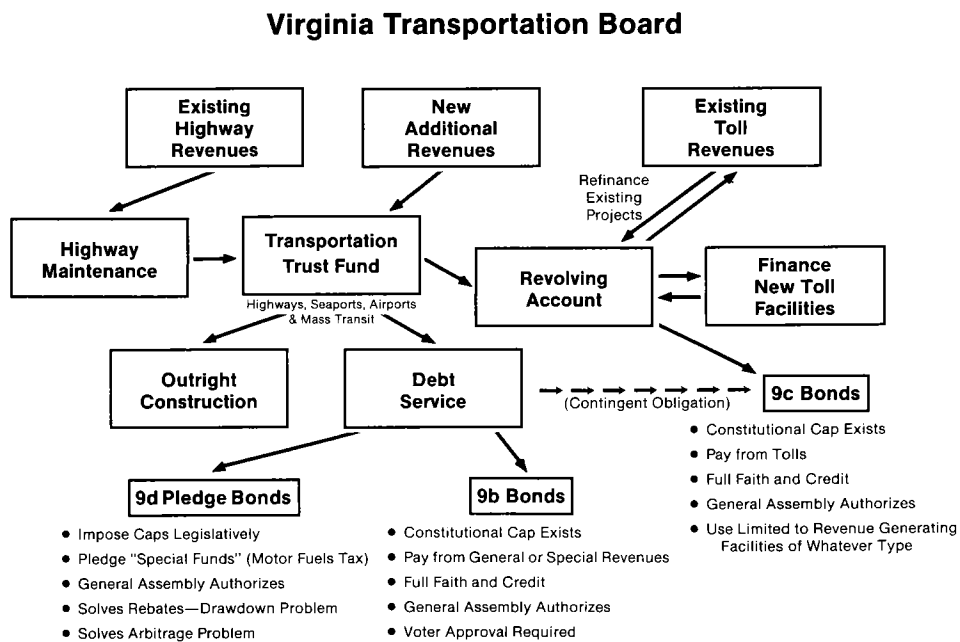 Virginia Transportation Board
Existing
Highway
Revenues
New
Additional
Revenues
Existing
Toll
Revenues
Refinance
Existing
Projects
Highway
Maintenance
Transportation
Trust Fund
Highways, Seaports, Airports
& Mass Transit
Revolving
Account
Finance
New Toll
Facilities
Outright
Construction
Debt
Service
(Contingent Obligation)
9c Bonds
• Constitutional Cap Exists
• Pay from Tolls
• Full Faith and Credit
• General Assembly Authorizes
• Use Limited to Revenue Generating
Facilities of Whatever Type
9d Pledge Bonds
• Impose Caps Legislatively
• Pledge "Special Funds" (Motor Fuels Tax)
• General Assembly Authorizes
• Solves Rebates—Drawdown Problem
• Solves Arbitrage Problem
9b Bonds
• Constitutional Cap Exists
• Pay from General or Special Revenues
• Full Faith and Credit
• General Assembly Authorizes
• Voter Approval Required